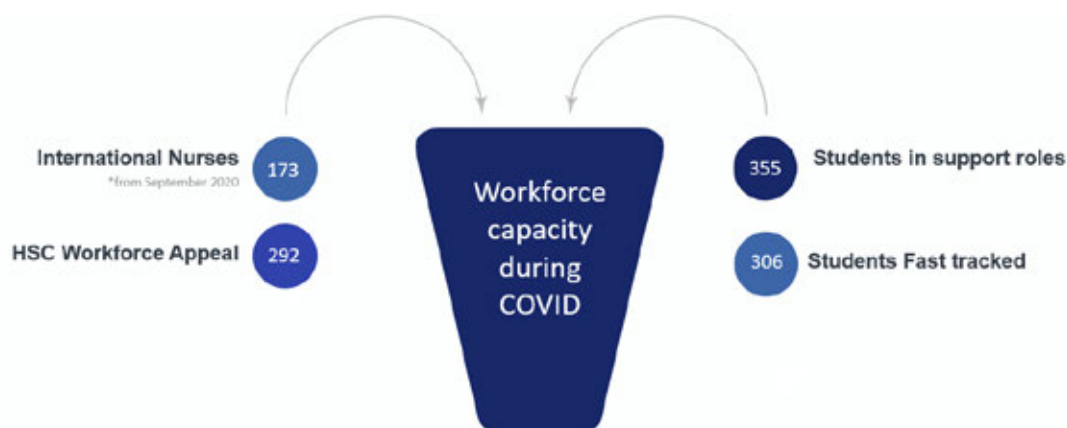 International Nurses
*from September 2020
173
HSC Workforce Appeal
292
Workforce
capacity
during
COVID
355
Students in support roles
306
Students Fast tracked